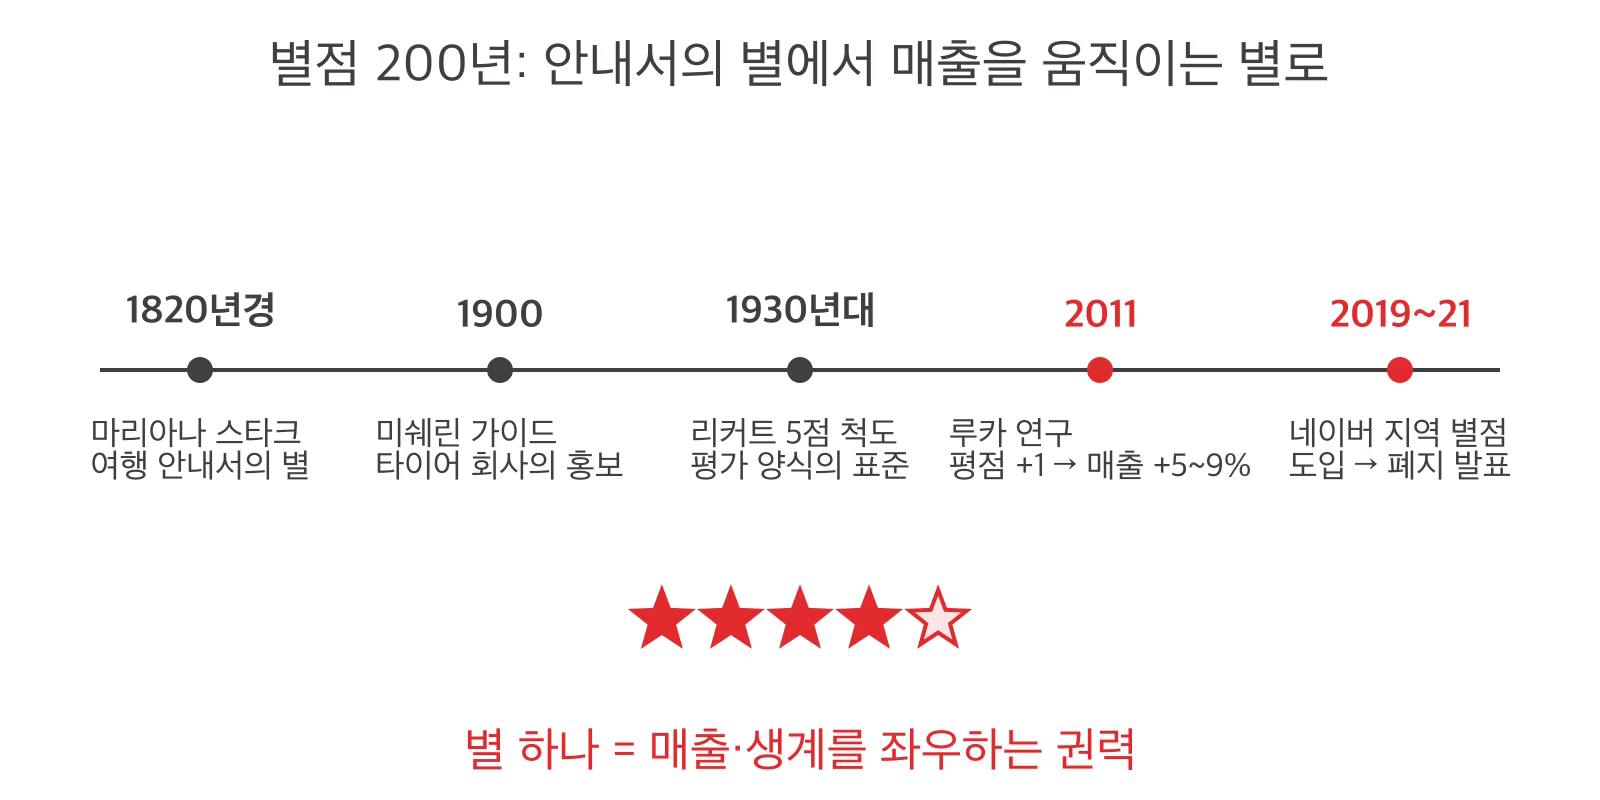 별점 200년: 안내서의 별에서 매출을 움직이는 별로
1820년경
1900
1930년대
2011
2019~21
마리아나 스타크
여행 안내서의 별
미쉐린 가이드
타이어 회사의 홍보
리커트 5점 척도
평가 양식의 표준
루카 연구
평점 +1 → 매출 +5~9%
네이버 지역 별점
도입 → 폐지 발표
별 하나 = 매출·생계를 좌우하는 권력